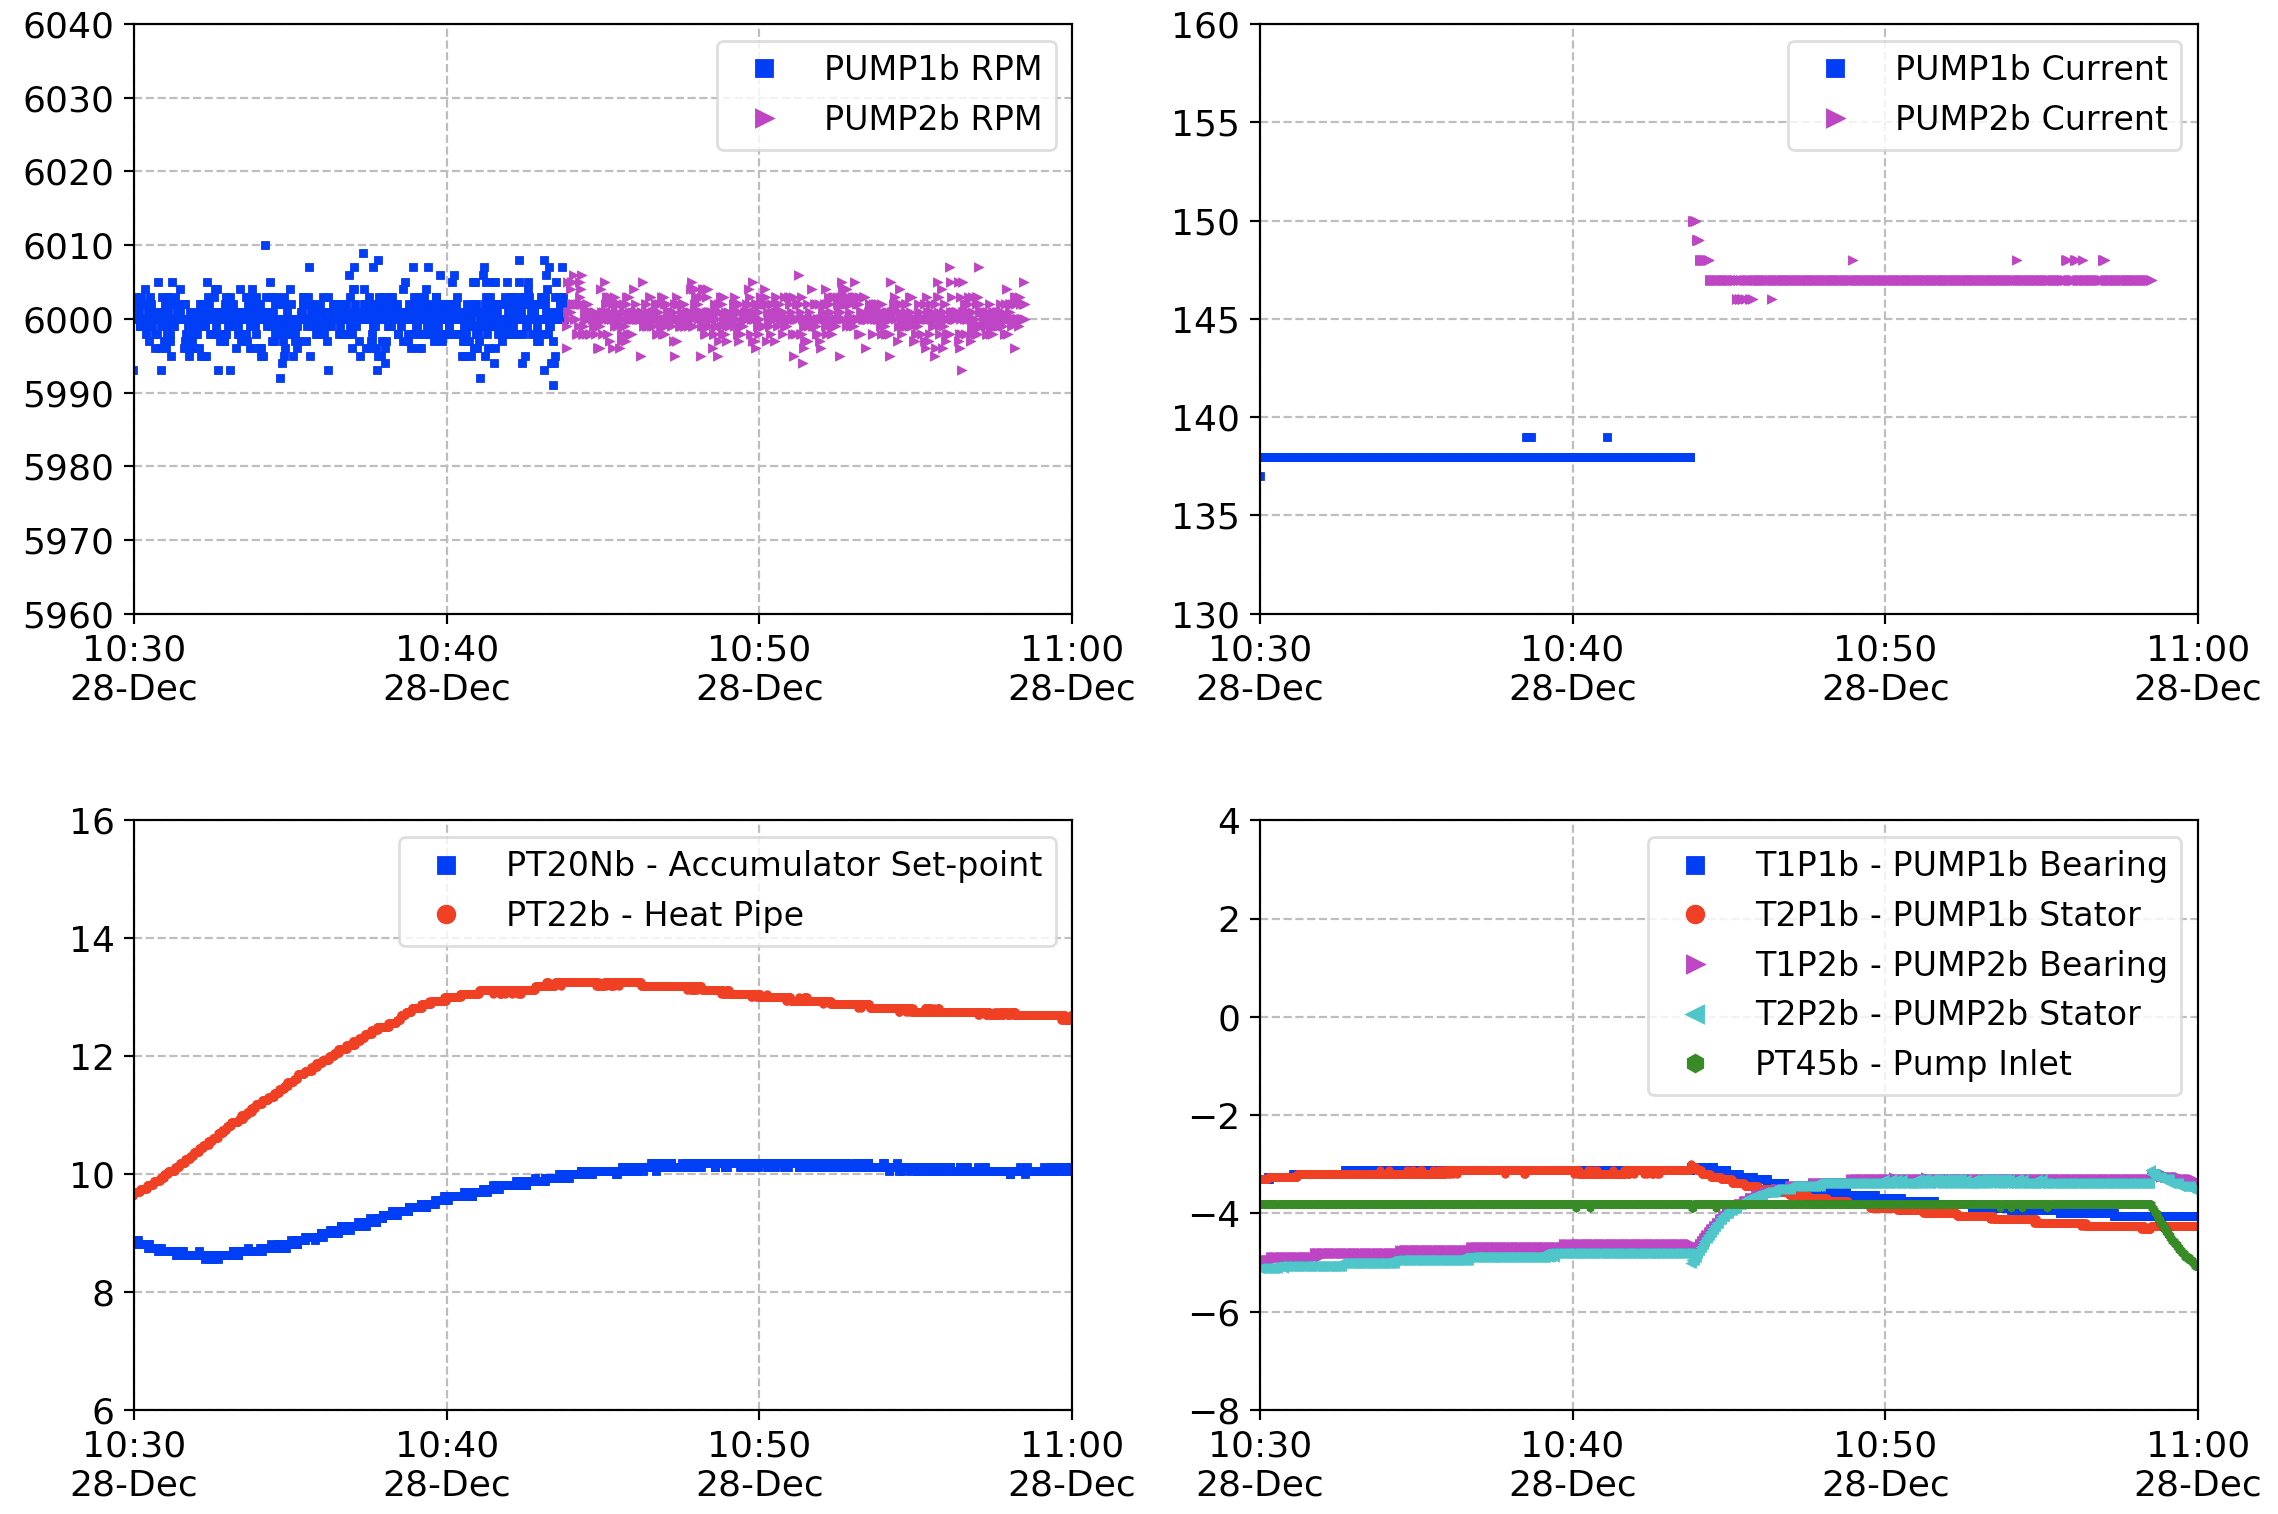 6040
6030
6020
6010
6000
5990
5980
5970
5960
10:30
28-Dec
10:40
28-Dec
10:50
28-Dec
11:00
28-Dec
PUMP1b RPM
PUMP2b RPM
160
155
150
145
140
135
130
10:30
28-Dec
10:40
28-Dec
10:50
28-Dec
11:00
28-Dec
PUMP1b Current
PUMP2b Current
16
14
12
10
8
6
10:30
28-Dec
10:40
28-Dec
10:50
28-Dec
11:00
28-Dec
PT20Nb - Accumulator Set-point
PT22b - Heat Pipe
4
2
0
−2
−4
−6
−8
10:30
28-Dec
10:40
28-Dec
10:50
28-Dec
11:00
28-Dec
T1P1b - PUMP1b Bearing
T2P1b - PUMP1b Stator
T1P2b - PUMP2b Bearing
T2P2b - PUMP2b Stator
PT45b - Pump Inlet